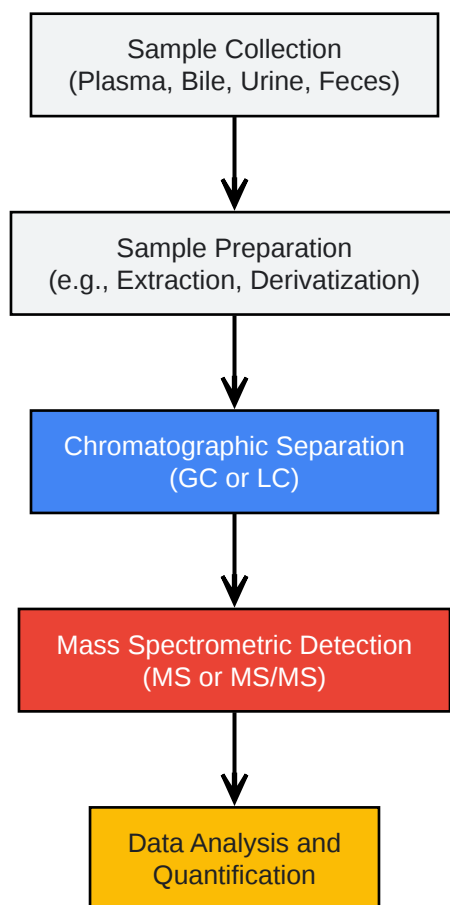 Sample Collection
(Plasma, Bile, Urine, Feces)
Sample Preparation
(e.g., Extraction, Derivatization)
Chromatographic Separation
(GC or LC)
Mass Spectrometric Detection
(MS or MS/MS)
Data Analysis and
Quantification